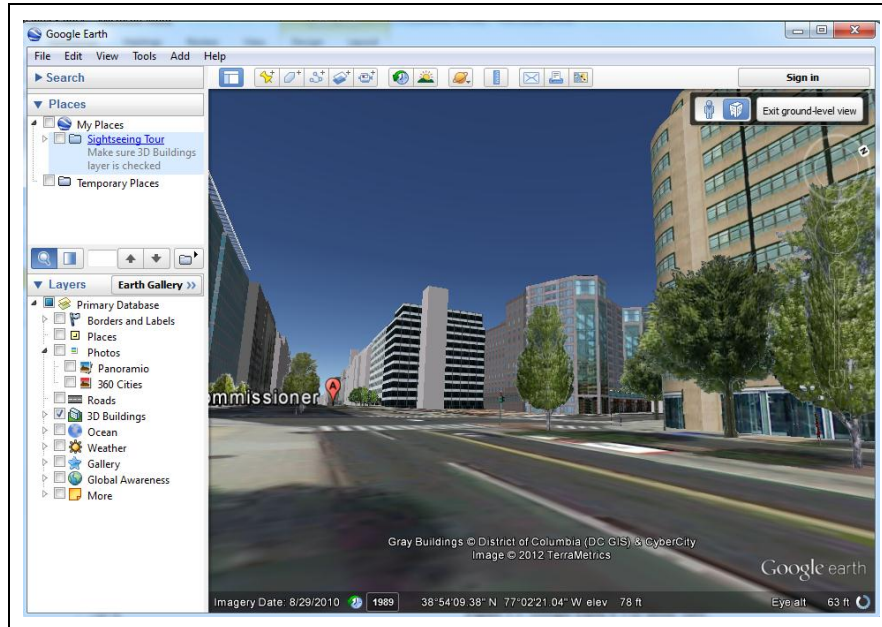 Google Earth
File Edit View Tools Add Help
Search
Sign in
Places
Exit ground-level view
My Places
Sightseeing Tour
Make sure 3D Buildings
layer is checked
Temporary Places
N
Layers
Earth Gallery >>
Primary Database
Borders and Labels
Places
Photos
Panoramio
360 Cities
Roads
3D Buildings
Ocean
Weather
Gallery
Global Awareness
More
mmissioner A
Gray Buildings © District of Columbia (DC GIS) & CyberCity
Image © 2012 TerraMetrics
Google earth
Imagery Date: 8/29/2010 1989 38°54'09.38" N 77°02'21.04" W elev 78 ft Eye alt 63 ft